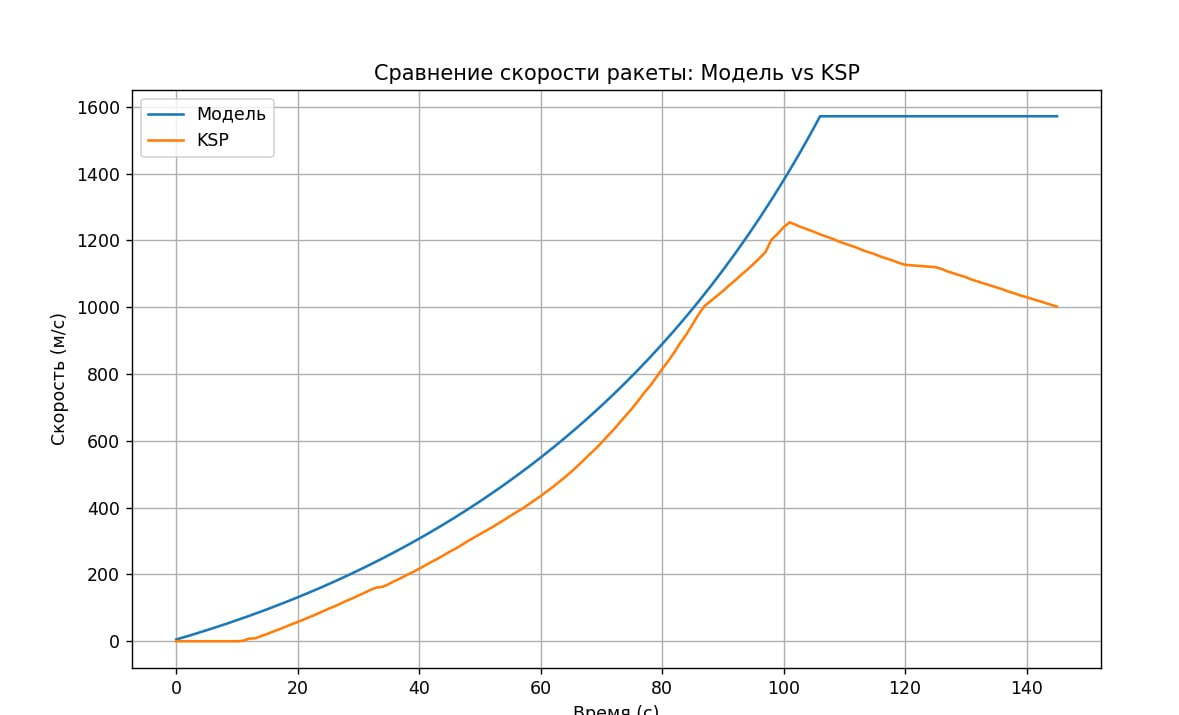 Сравнение скорости ракеты: Модель vs KSP
Модель
KSP
Скорость (м/с)
1600
1400
1200
1000
800
600
400
200
0
0 20 40 60 80 100 120 140
Время (с)